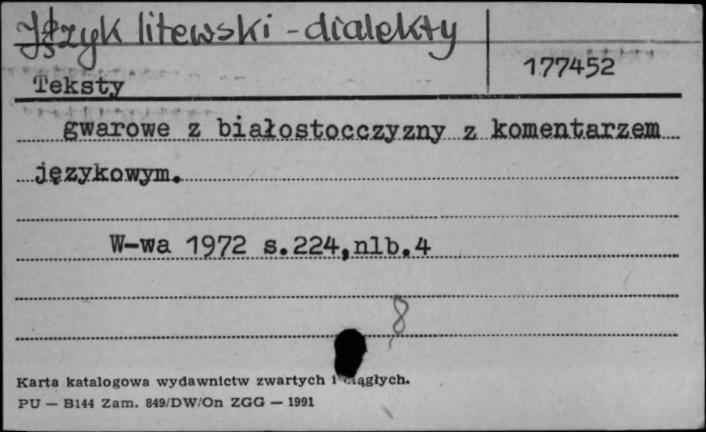 Język litewski - dialekty
177452
Teksty
gwarowe z białostocczyzny z komentarzem
językowym.
W-wa 1972 s.224,nlb.4
8
Karta katalogowa wydawnictw zwartych i ciągłych.
PU — B144 Zam. 849/DW/On ZGG — 1991